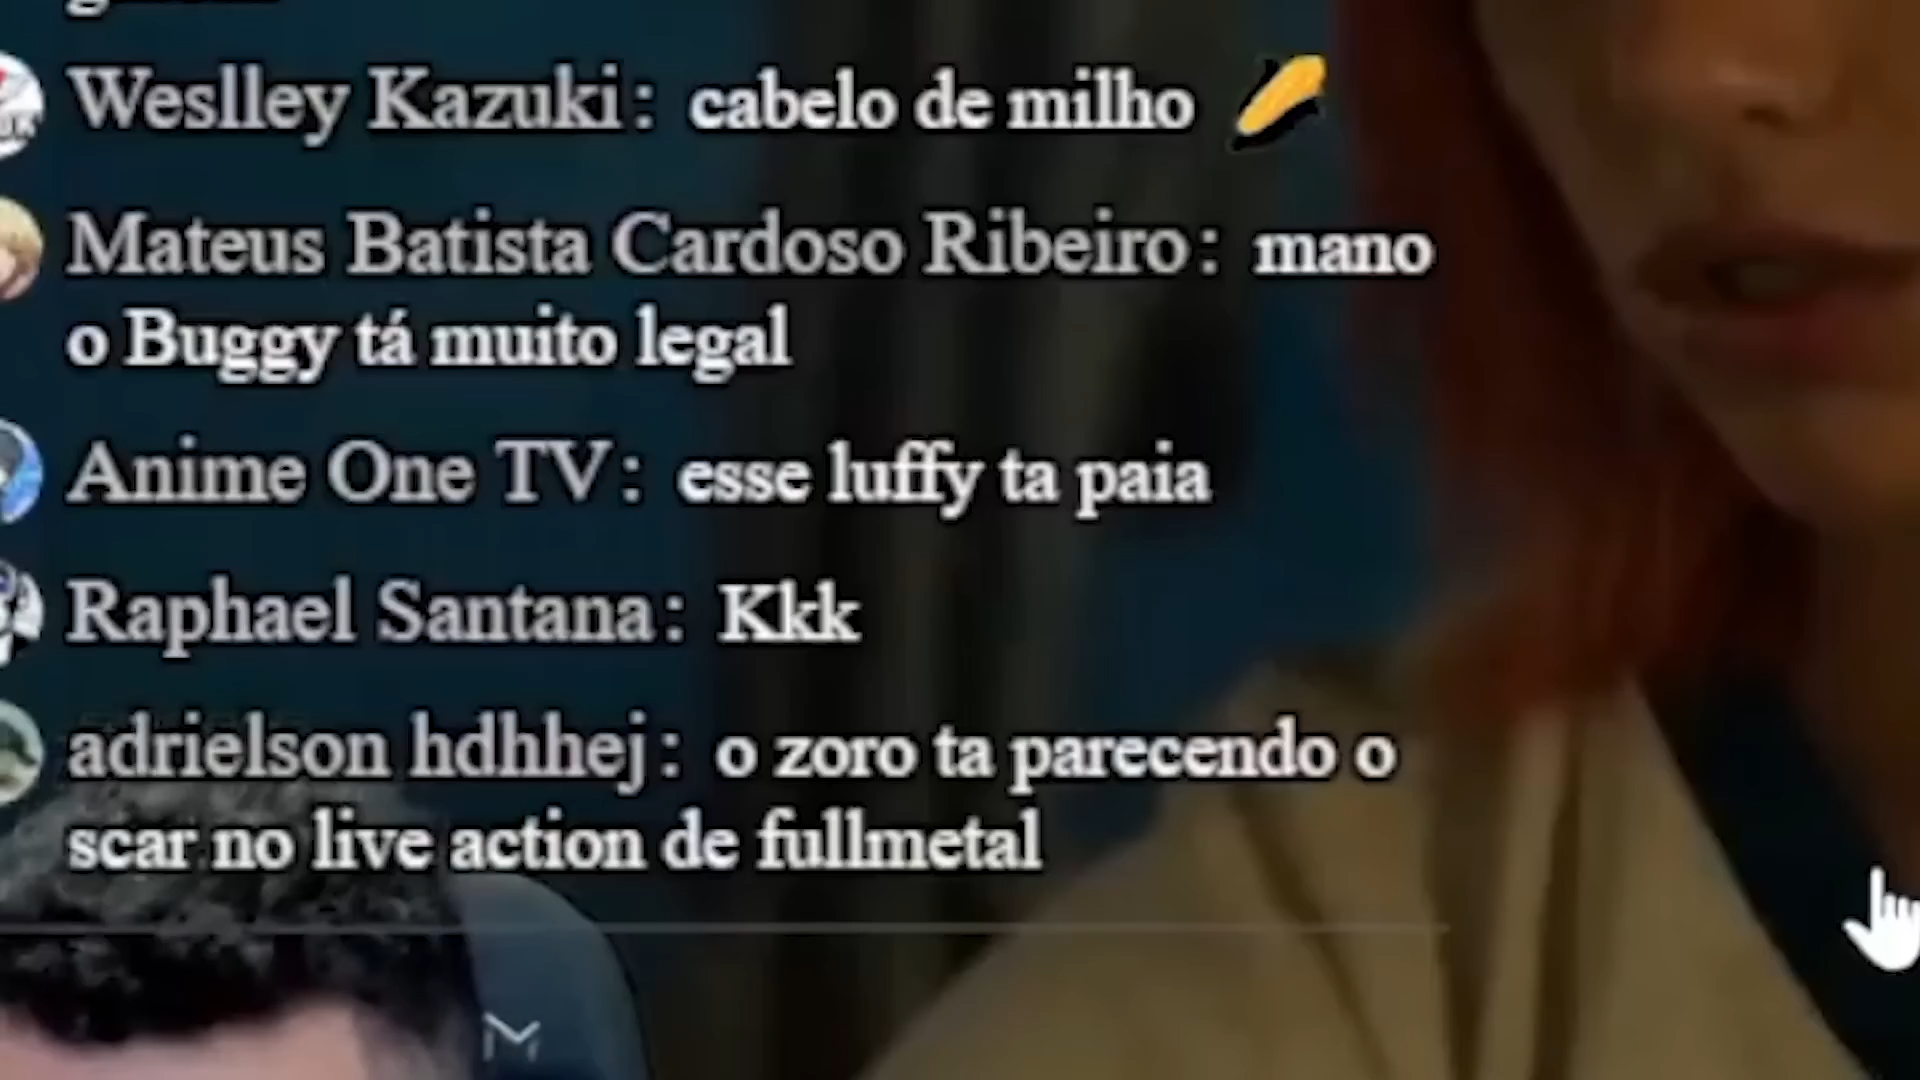 Weslley Kazuki: cabelo de milho 🌽
Mateus Batista Cardoso Ribeiro: mano
o Buggy tá muito legal
Anime One TV: esse luffy ta paia
Raphael Santana: Kkk
adrielson hdhhej: o zoro ta parecendo o
scar no live action de fullmetal